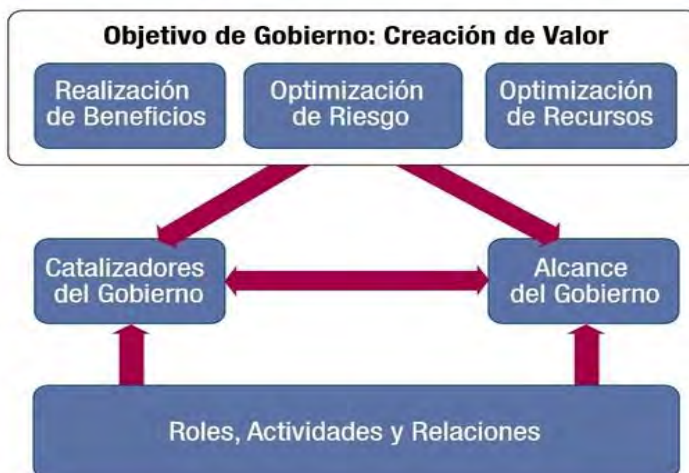 Objetivo de Gobierno: Creación de Valor
Realización
de Beneficios
Optimización
de Riesgo
Optimización
de Recursos
Catalizadores
del Gobierno
Alcance
del Gobierno
Roles, Actividades y Relaciones